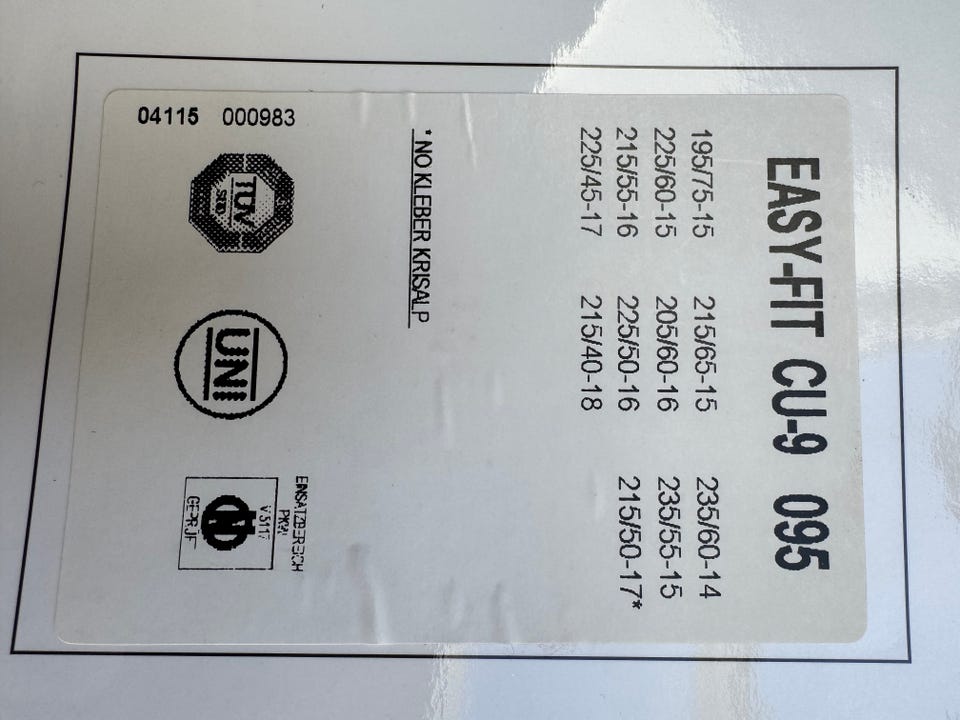 EASY-FIT CU-9 095
195/75-15 215/65-15 235/60-14
225/60-15 205/60-16 235/55-15
215/55-16 225/50-16 215/50-17*
225/45-17 215/40-18
* NO KLEBER KRISALP
04115 000983
TÜV
UNI
EINSATZBEREICH
PKW
V5117
GEPRÜFT